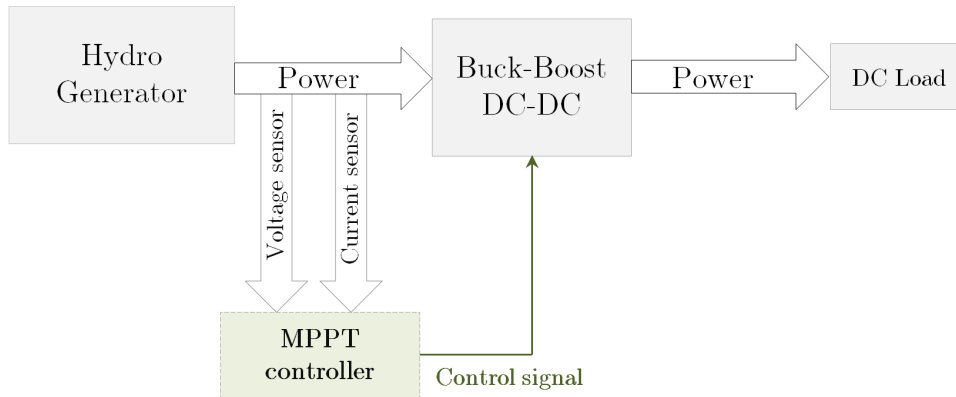 Hydro
Generator
Power
Buck-Boost
DC-DC
Power
DC Load
Voltage sensor
Current sensor
MPPT
controller
Control signal